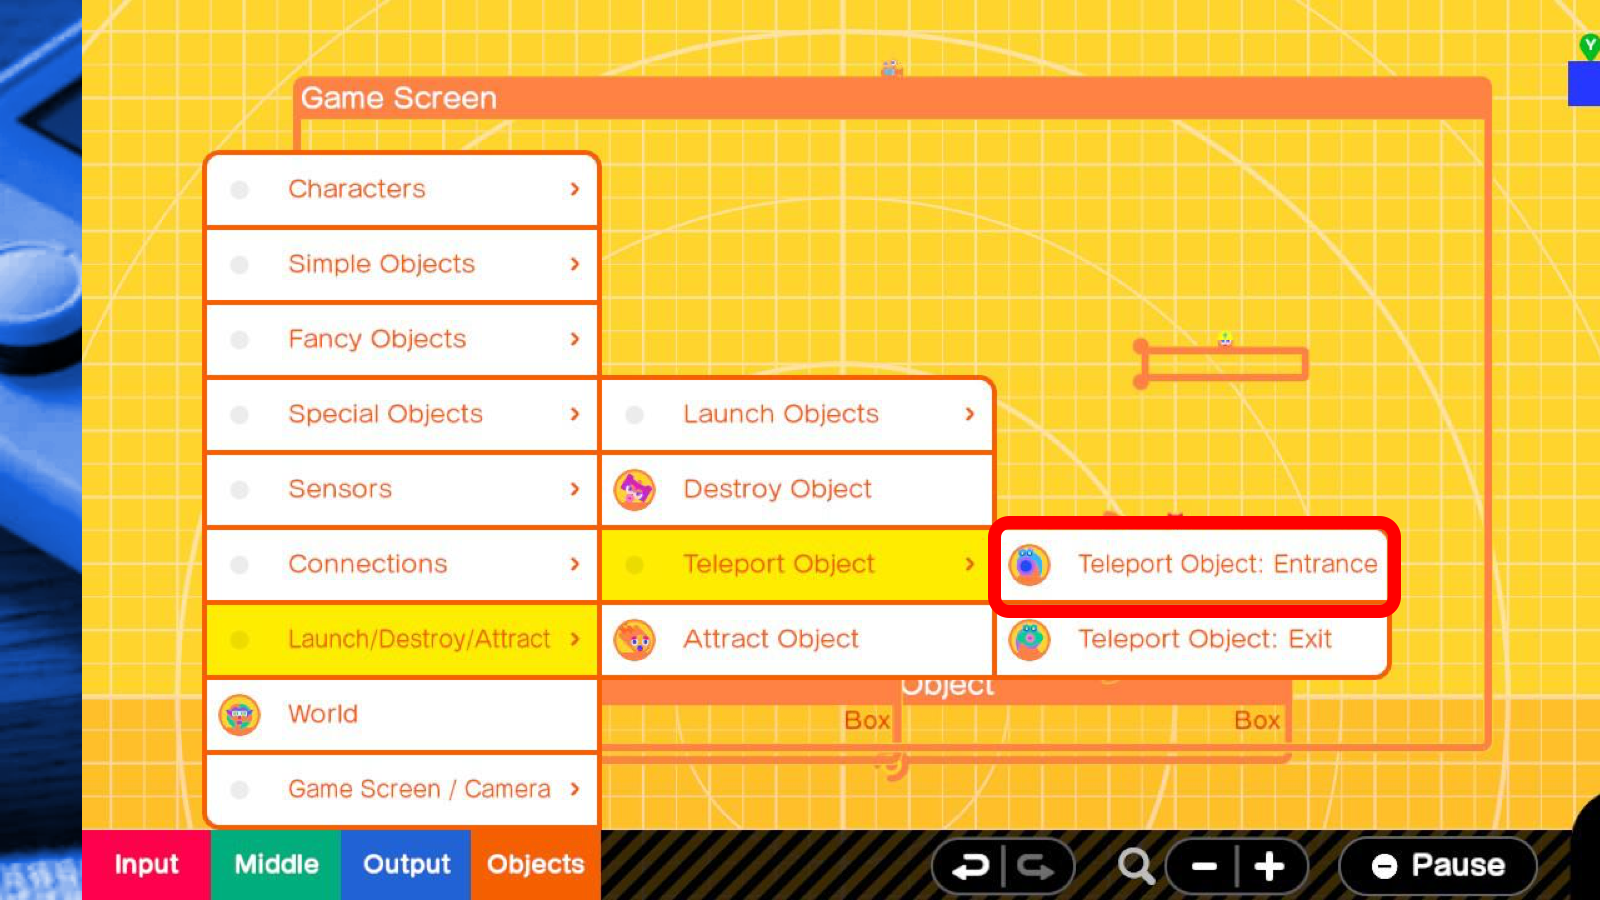 Game Screen
Y
Characters
Simple Objects
Fancy Objects
Special Objects
Sensors
Connections
Launch/Destroy/Attract
World
Game Screen / Camera
Launch Objects
Destroy Object
Teleport Object
Attract Object
Teleport Object: Entrance
Teleport Object: Exit
Object
Box
Box
Input
Middle
Output
Objects
Pause